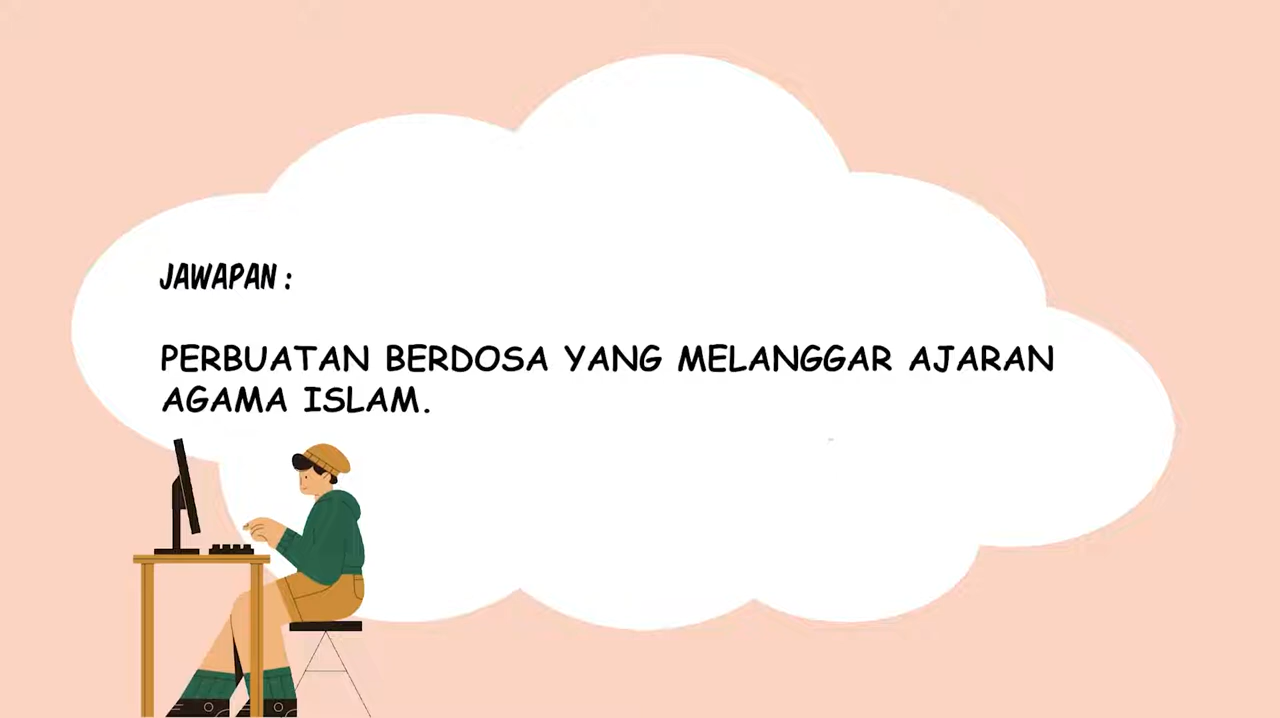 JAWAPAN :
PERBUATAN BERDOSA YANG MELANGGAR AJARAN
AGAMA ISLAM.